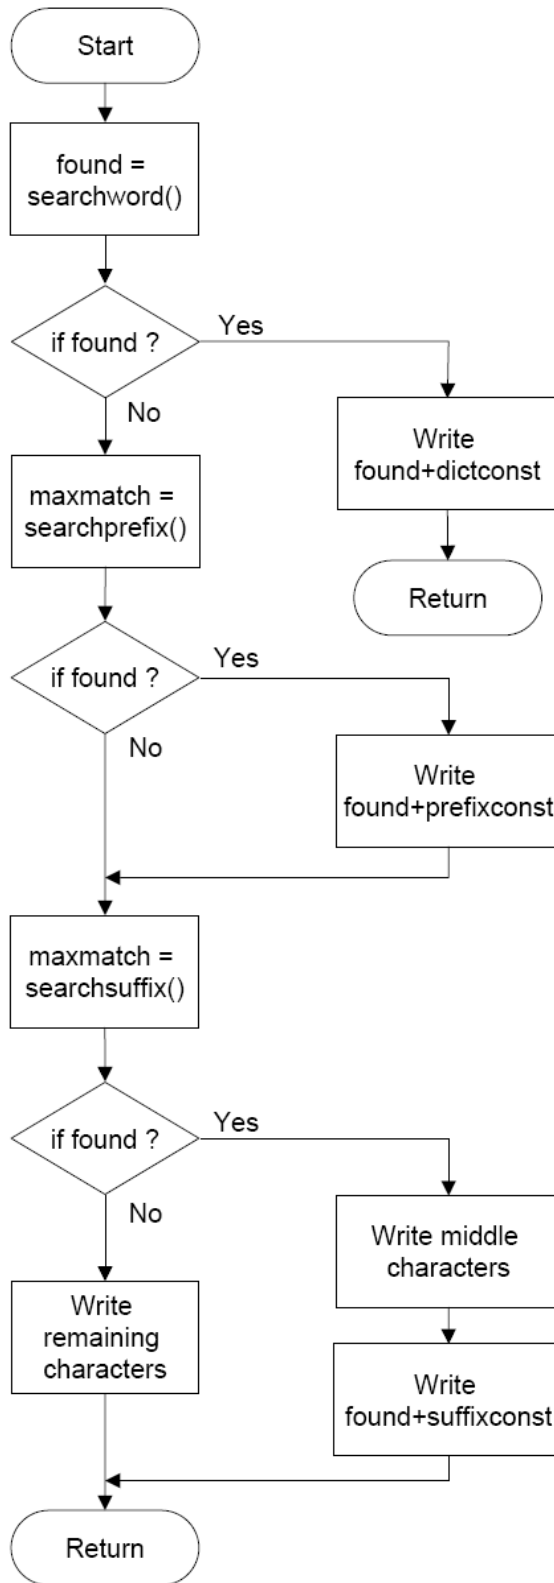 Start
found =
searchword()
if found ?
Yes
No
Write
found+dictconst
maxmatch =
searchprefix()
Return
if found ?
Yes
No
Write
found+prefixconst
maxmatch =
searchsuffix()
if found ?
Yes
No
Write middle
characters
Write
remaining
characters
Write
found+suffixconst
Return